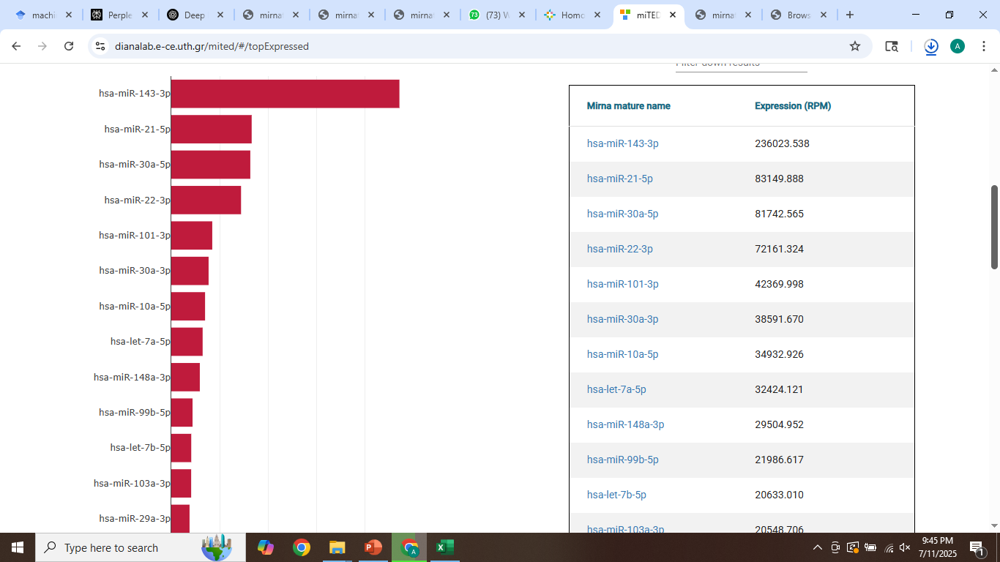 machi
Perple
Deep
mirna
mirna
mirna
(73) W
Homo
miTED
mirna
Brows
dianalab.e-ce.uth.gr/mited/#/topExpressed
A
Filter down results
hsa-miR-143-3p
hsa-miR-21-5p
hsa-miR-30a-5p
hsa-miR-22-3p
hsa-miR-101-3p
hsa-miR-30a-3p
hsa-miR-10a-5p
hsa-let-7a-5p
hsa-miR-148a-3p
hsa-miR-99b-5p
hsa-let-7b-5p
hsa-miR-103a-3p
hsa-miR-29a-3p
Mirna mature name Expression (RPM)
hsa-miR-143-3p 236023.538
hsa-miR-21-5p 83149.888
hsa-miR-30a-5p 81742.565
hsa-miR-22-3p 72161.324
hsa-miR-101-3p 42369.998
hsa-miR-30a-3p 38591.670
hsa-miR-10a-5p 34932.926
hsa-let-7a-5p 32424.121
hsa-miR-148a-3p 29504.952
hsa-miR-99b-5p 21986.617
hsa-let-7b-5p 20633.010
hsa-miR-103a-3p 20548.706
Type here to search
9:45 PM
7/11/2025
1